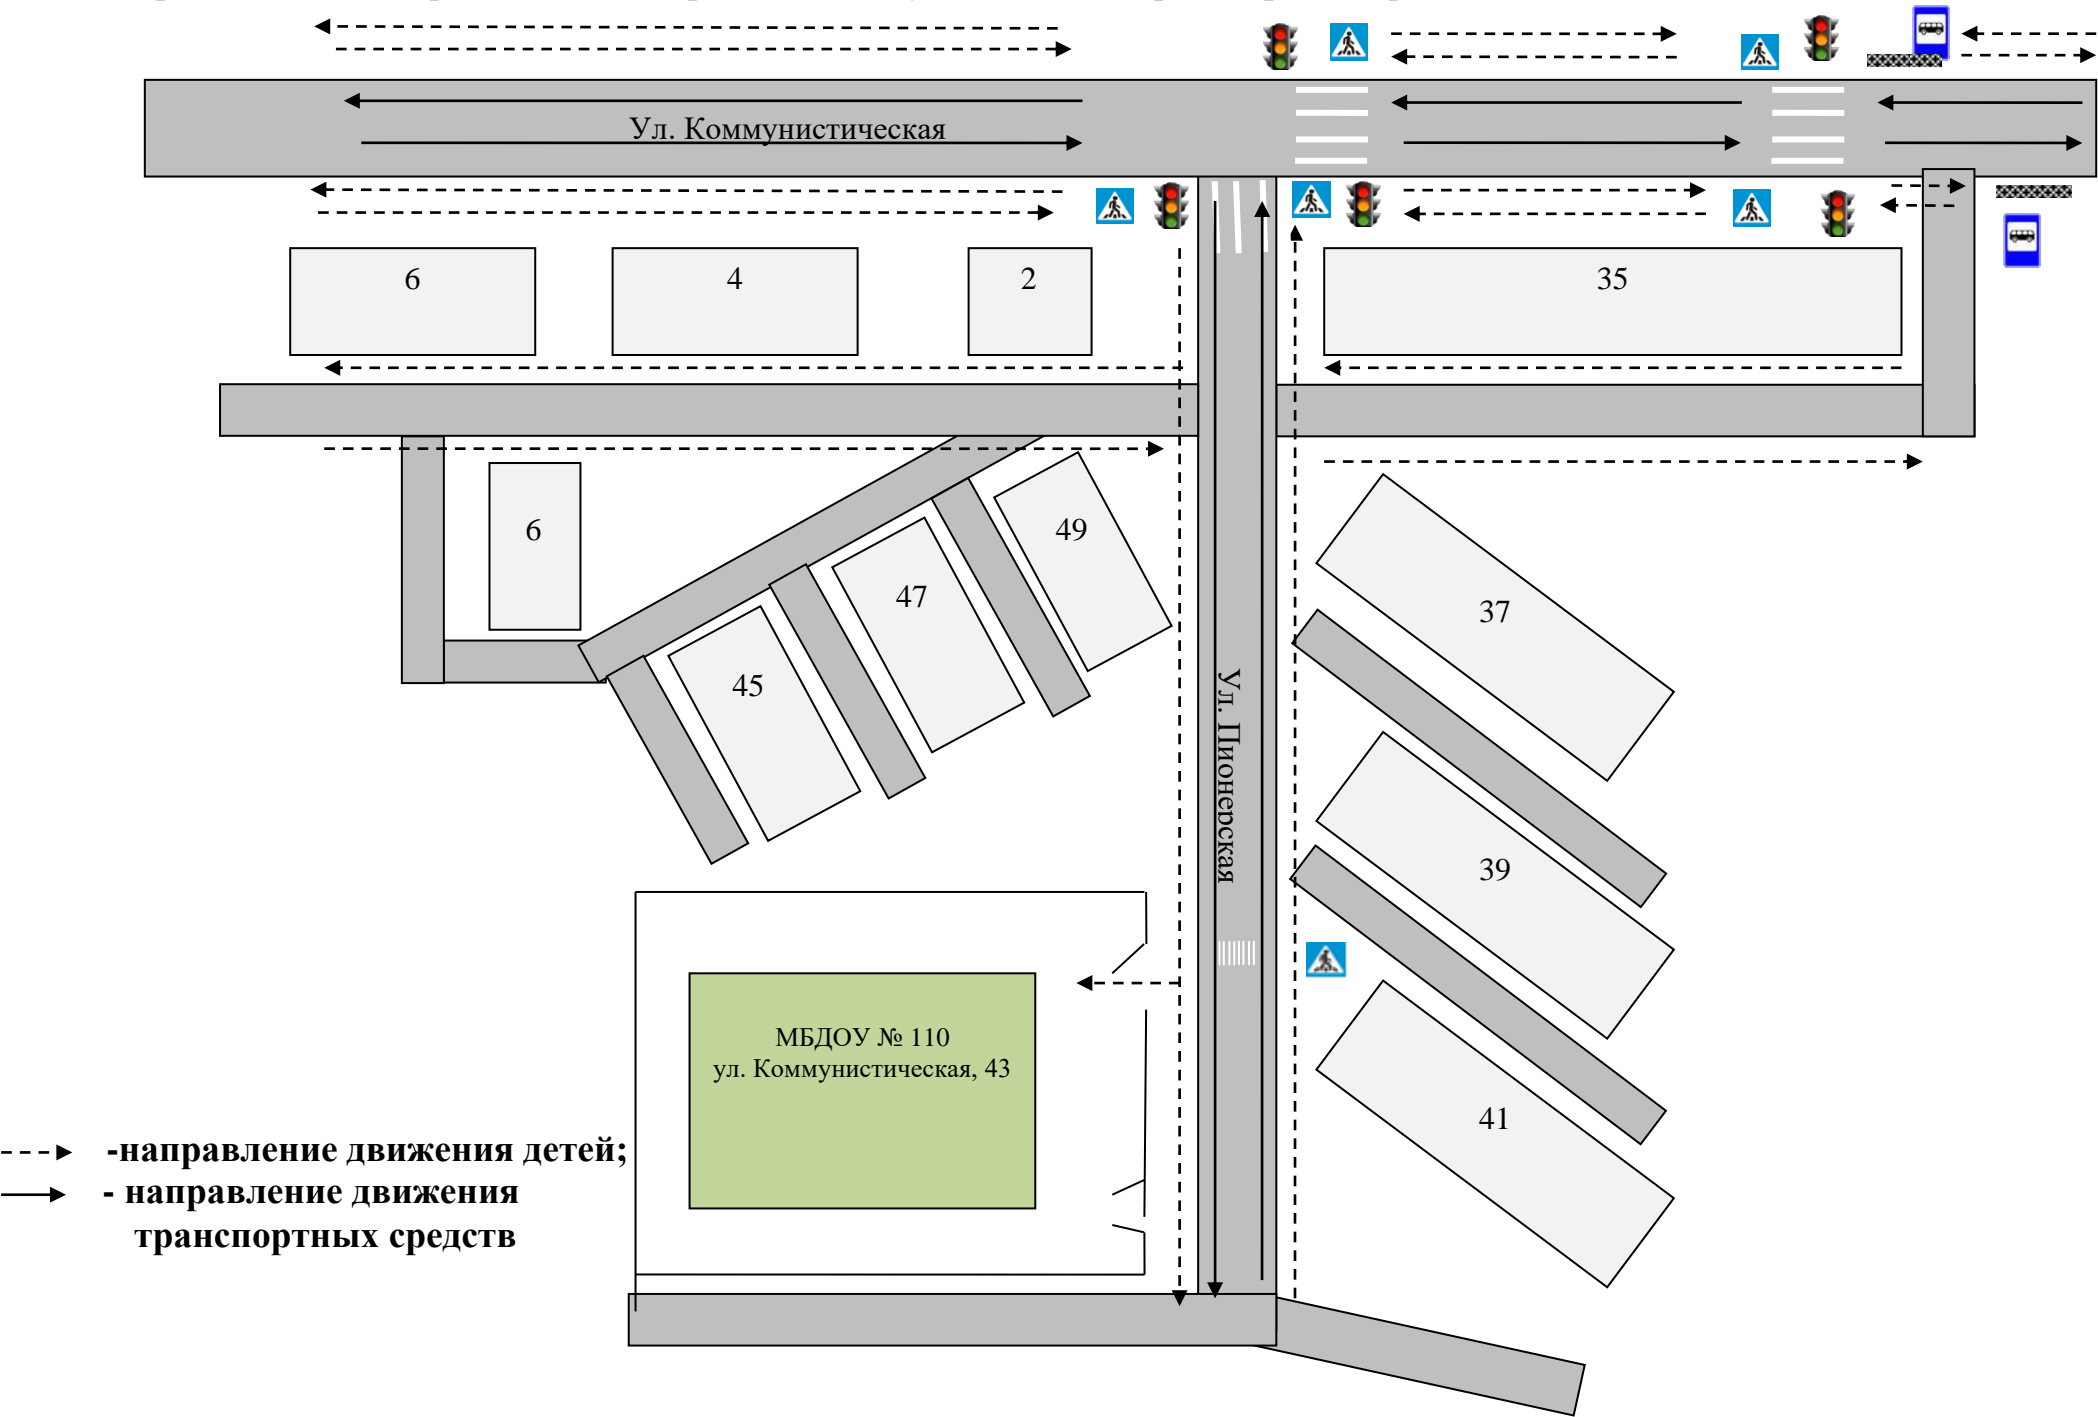 Ул. Коммунистическая
6
4
2
35
6
49
47
45
37
39
41
Ул. Пионерская
МБДОУ № 110
ул. Коммунистическая, 43
-направление движения детей;
- направление движения
транспортных средств